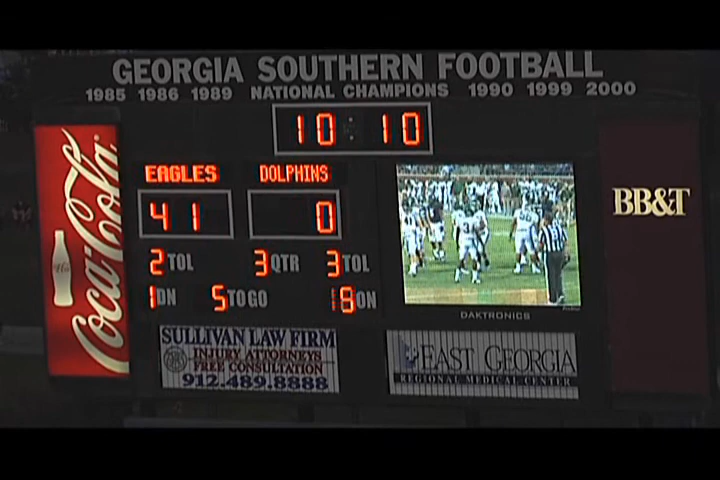 GEORGIA SOUTHERN FOOTBALL
1985 1986 1989 NATIONAL CHAMPIONS 1990 1999 2000
10:10
EAGLES DOLPHINS
41 0
2 TOL 3 QTR 3 TOL
1 DN 5 TO GO 18 ON
Coca-Cola
BB&T
DAKTRONICS
SULLIVAN LAW FIRM
INJURY ATTORNEYS
FREE CONSULTATION
912.489.8888
EAST GEORGIA
REGIONAL MEDICAL CENTER